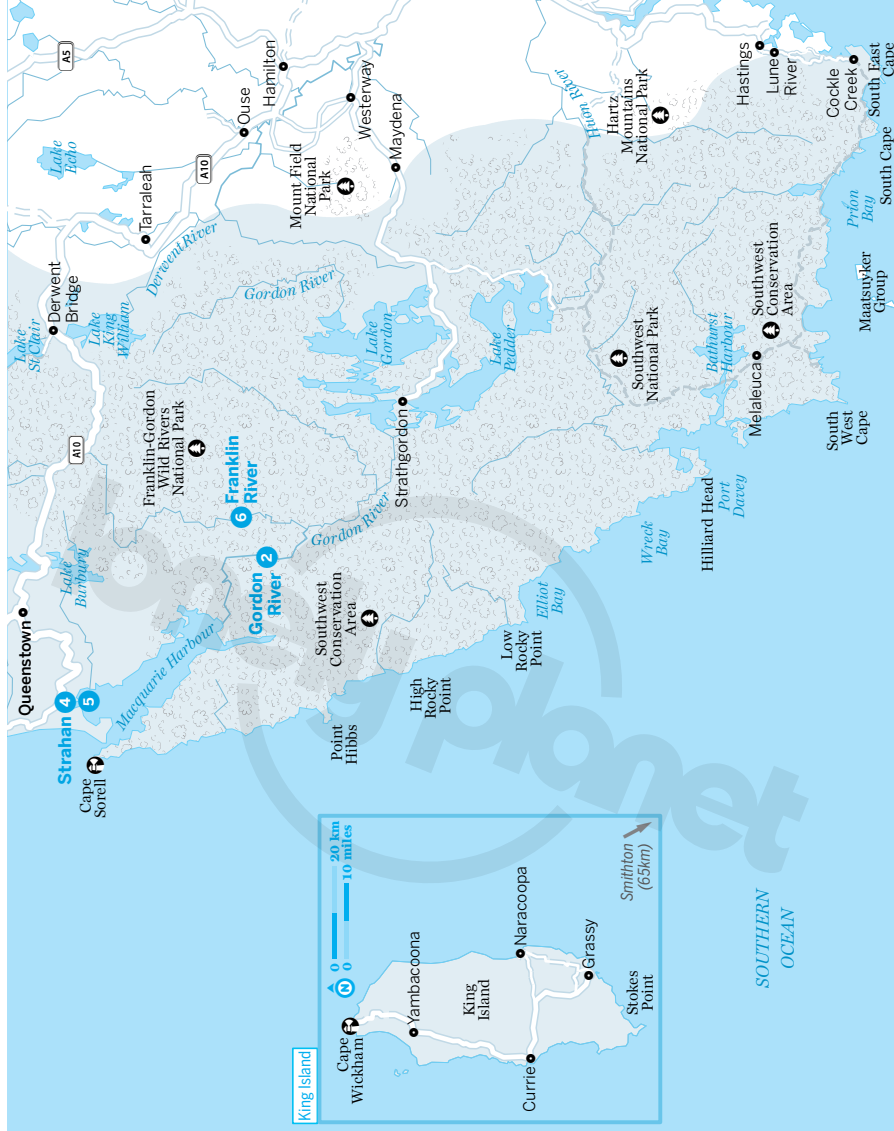 A5
Lake
Echo
Ouse
Hamilton
Tarraleah
A10
Westerway
Maydena
Mount Field
National
Park
Huon River
Hartz
Mountains
National Park
Hastings
Lune
River
Cockle
Creek
South East
Cape
South Cape
Prion
Bay
Maatsuyker
Group
Derwent River
Derwent
Bridge
Lake
St Clair
Lake
King
William
Gordon River
Lake
Gordon
Lake
Pedder
Southwest
National Park
Bathurst
Harbour
Southwest
Conservation
Area
Melaleuca
South
West
Cape
A10
Franklin-Gordon
Wild Rivers
National Park
6 Franklin
River
Strathgordon
Gordon River
Gordon
River 2
Lake
Burbury
Queenstown
Strahan 4
5
Macquarie Harbour
Cape
Sorell
Southwest
Conservation
Area
Point
Hibbs
High
Rocky
Point
Low
Rocky
Point
Elliot
Bay
Wreck
Bay
Hilliard Head
Port
Davey
SOUTHERN
OCEAN
King Island
N
0 20 km
0 10 miles
Cape
Wickham
Yambacoona
King
Island
Naracoopa
Currie
Grassy
Stokes
Point
Smithton
(65km)
lonely planet